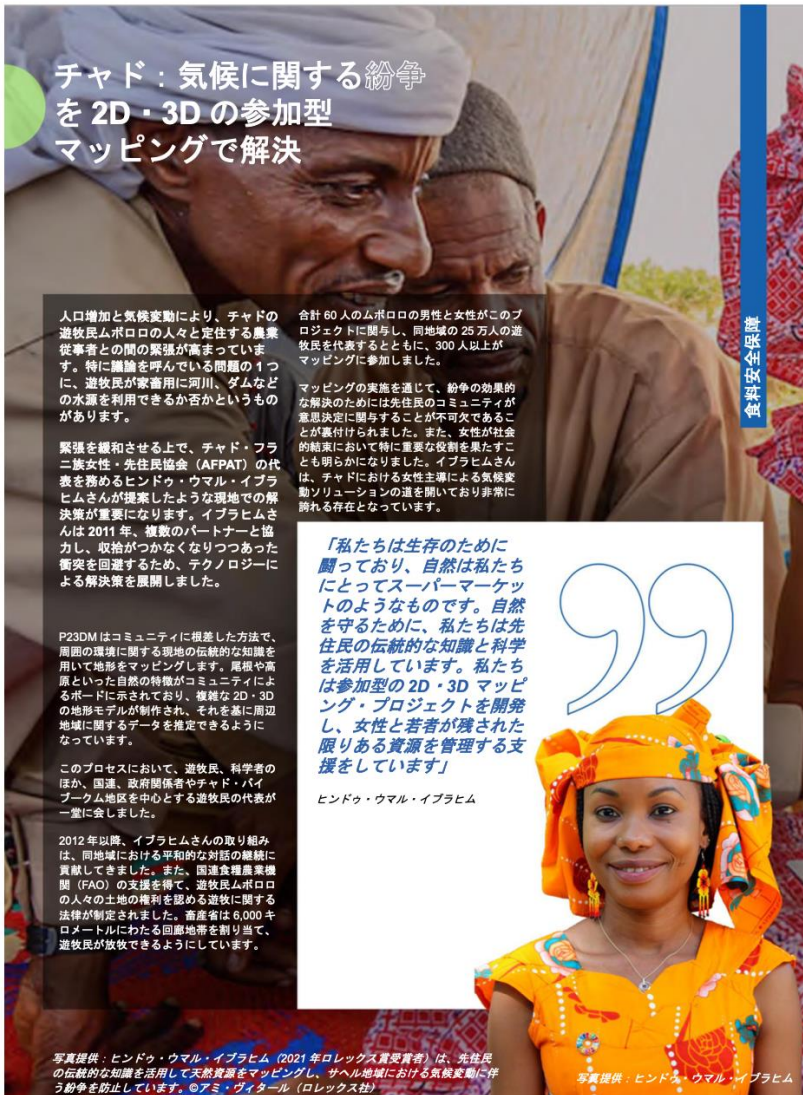 チャド：気候に関する紛争
を 2D・3D の参加型
マッピングで解決
食料安全保障
人口増加と気候変動により、チャドの
遊牧民ムボロロの人々と定住する農業
従事者との間の緊張が高まっていま
す。特に議論を呼んでいる問題の 1 つ
に、遊牧民が家畜用に河川、ダムなど
の水源を利用できるか否かというもの
があります。
緊張を緩和させる上で、チャド・フラ
ニ族女性・先住民協会（AFPAT）の代
表を務めるヒンドゥ・ウマル・イブラ
ヒムさんが提案したような現地での解
決策が重要になります。イブラヒムさ
んは 2011 年、複数のパートナーと協
力し、収拾がつかなくなりつつあった
衝突を回避するため、テクノロジーに
よる解決策を展開しました。
P23DM はコミュニティに根差した方法で、
周囲の環境に関する現地の伝統的な知識を
用いて地形をマッピングします。尾根や高
原といった自然の特徴がコミュニティによ
るボードに示されており、複雑な 2D・3D
の地形モデルが制作され、それを基に周辺
地域に関するデータを推定できるように
なっています。
このプロセスにおいて、遊牧民、科学者の
ほか、国連、政府関係者やチャド・バイ
ブークム地区を中心とする遊牧民の代表が
一堂に会しました。
2012 年以降、イブラヒムさんの取り組み
は、同地域における平和的な対話の継続に
貢献してきました。また、国連食糧農業機
関（FAO）の支援を得て、遊牧民ムボロロ
の人々の土地の権利を認める遊牧に関する
法律が制定されました。畜産省は 6,000 キ
ロメートルにわたる回廊地帯を割り当て、
遊牧民が放牧できるようにしています。
合計 60 人のムボロロの男性と女性がこのプ
ロジェクトに関与し、同地域の 25 万人の遊
牧民を代表するとともに、300 人以上が
マッピングに参加しました。
マッピングの実施を通じて、紛争の効果的
な解決のためには先住民のコミュニティが
意思決定に関与することが不可欠であるこ
とが裏付けられました。また、女性が社会
的結束において特に重要な役割を果たすこ
とも明らかになりました。イブラヒムさん
は、チャドにおける女性主導による気候変
動ソリューションの道を開いており非常に
誇れる存在となっています。
「私たちは生存のために
闘っており、自然は私たち
にとってスーパーマーケッ
トのようなものです。自然
を守るために、私たちは先
住民の伝統的な知識と科学
を活用しています。私たち
は参加型の 2D・3D マッピ
ング・プロジェクトを開発
し、女性と若者が残された
限りある資源を管理する支
援をしています」
ヒンドゥ・ウマル・イブラヒム
写真提供：ヒンドゥ・ウマル・イブラヒム（2021 年ロレックス賞受賞者）は、先住民
の伝統的な知識を活用して天然資源をマッピングし、サヘル地域における気候変動に伴
う紛争を防止しています。©アミ・ヴィタール（ロレックス社）
写真提供：ヒンドゥ・ウマル・イブラヒム